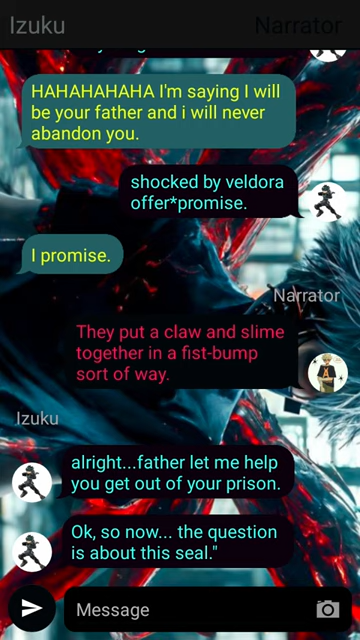 Izuku
Narrator
HAHAHAHAHA I'm saying I will
be your father and i will never
abandon you.
shocked by veldora
offer*promise.
I promise.
Narrator
They put a claw and slime
together in a fist-bump
sort of way.
Izuku
alright...father let me help
you get out of your prison.
Ok, so now... the question
is about this seal."
Message